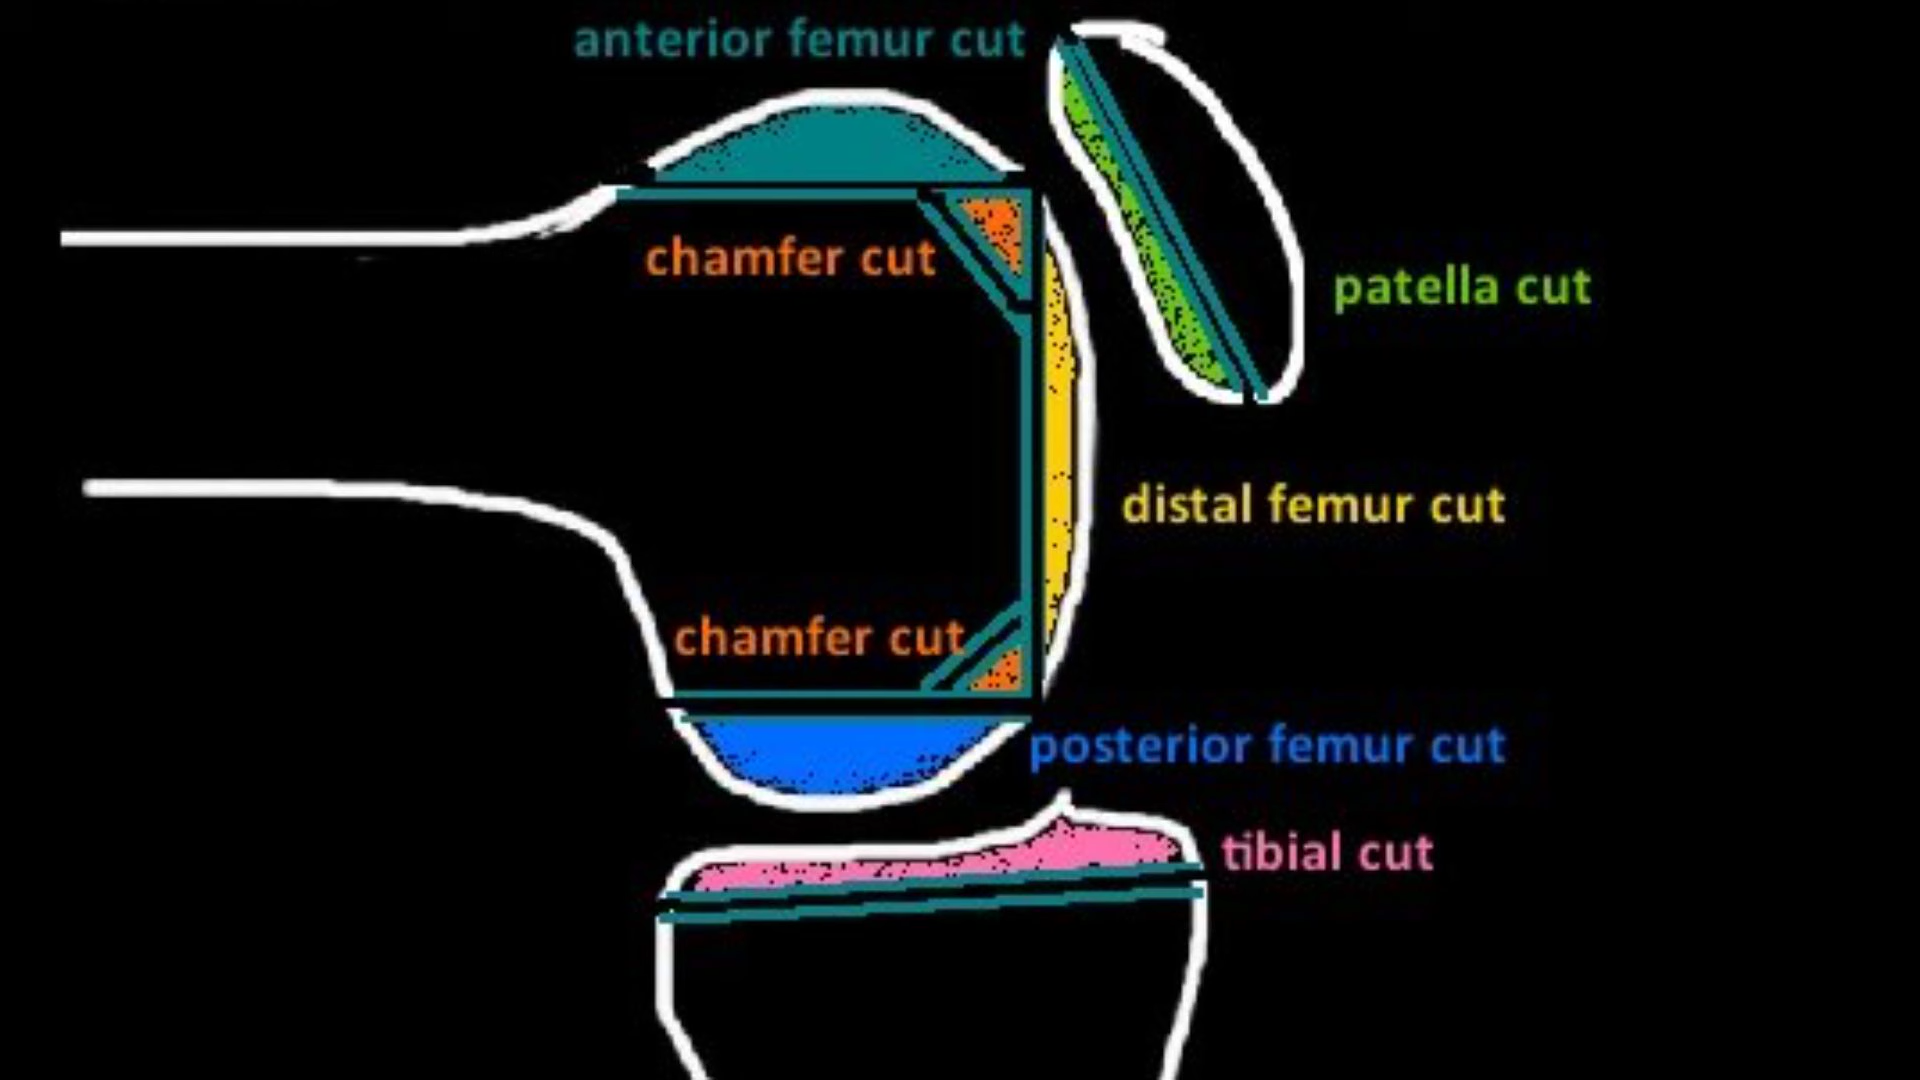 anterior femur cut
chamfer cut
patella cut
distal femur cut
chamfer cut
posterior femur cut
tibial cut